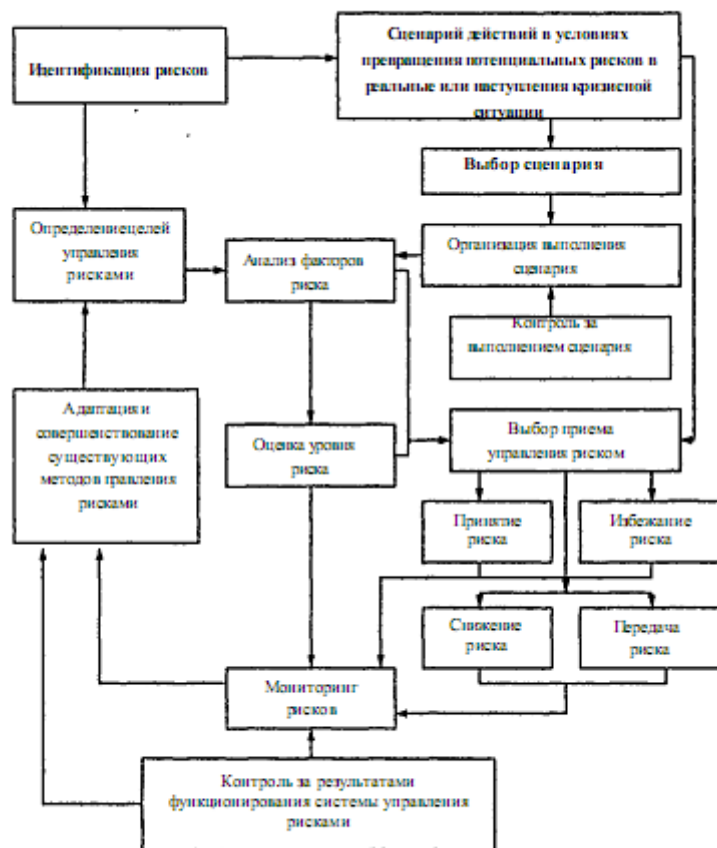 Идентификация рисков
Сценарий действий в условиях
превращения потенциальных рисков в
реальные или наступления кризисной
ситуации
Выбор сценария
Определениецелей
управления
рисками
Анализ факторов
риска
Организация выполнения
сценария
Контроль за
выполнением сценария
Адаптация и
совершенствование
существующих
методов правления
рисками
Оценка уровня
риска
Выбор приема
управления риском
Принятие
риска
Избежание
риска
Снижение
риска
Передача
риска
Мониторинг
рисков
Контроль за результатами
функционирования системы управления
рисками